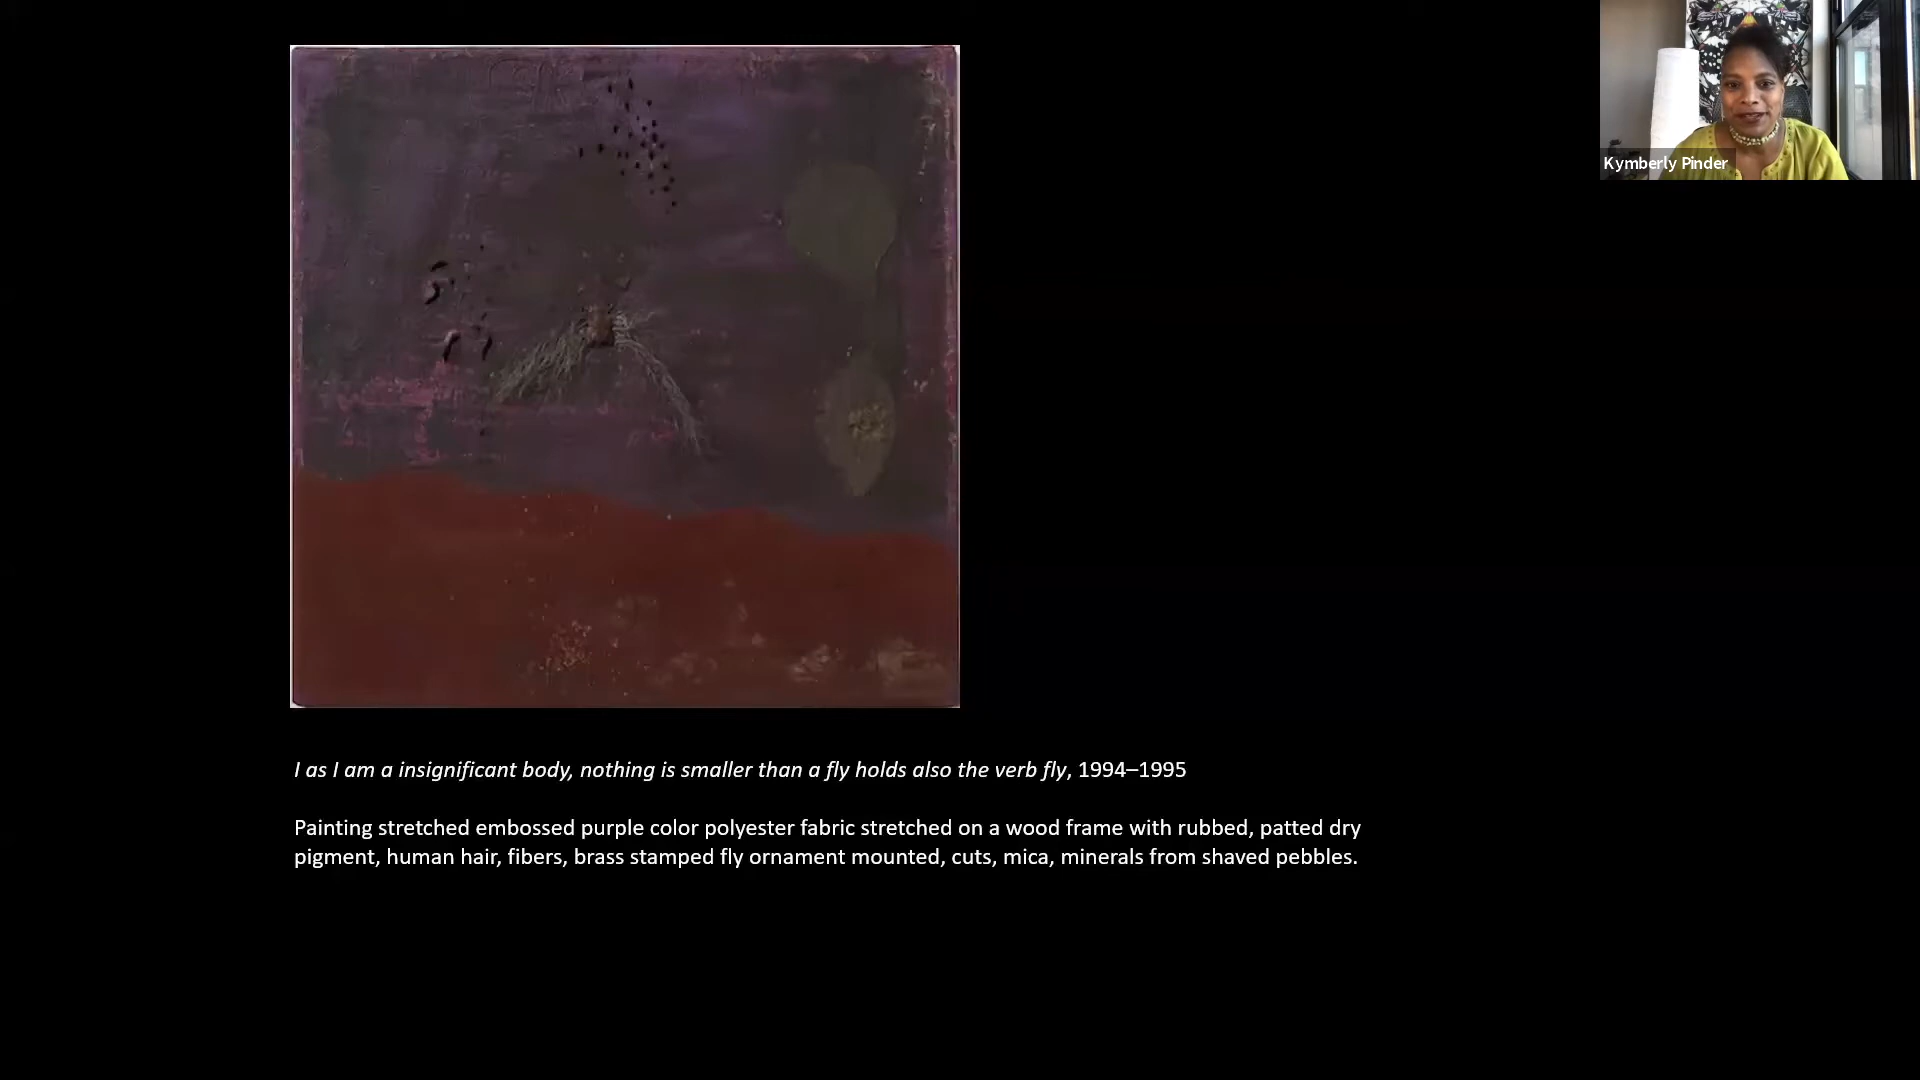 Kymberly Pinder
I as I am a insignificant body, nothing is smaller than a fly holds also the verb fly, 1994–1995
Painting stretched embossed purple color polyester fabric stretched on a wood frame with rubbed, patted dry
pigment, human hair, fibers, brass stamped fly ornament mounted, cuts, mica, minerals from shaved pebbles.